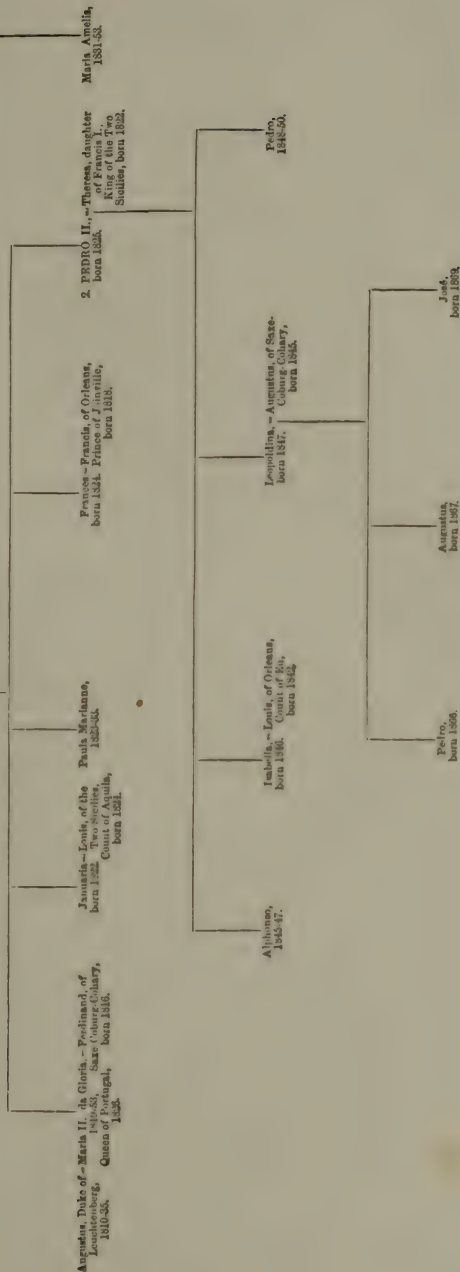 Augustus, Duke of – Maria II. da Gloria, – Ferdinand, of
Leuchtenberg, 1819-53, Saxe Coburg-Cohary,
1810-35. Queen of Portugal, born 1816.
1826.
Januaria – Louis, of the
born 1822. Two Sicilies,
Count of Aquila,
born 1824.
Paula Marianne,
1823-33.
Frances – Francis, of Orleans,
born 1824. Prince of Joinville,
born 1818.
2. PEDRO II., – Theresa, daughter
born 1825. of Francis I.,
King of the Two
Sicilies, born 1822.
Maria Amelia,
1831-53.
Alphonso,
1845-47.
Isabella, – Louis, of Orleans,
born 1846. Count of Eu,
born 1842.
Leopoldina, – Augustus, of Saxe-
born 1847. Coburg-Cohary,
born 1845.
Pedro,
1848-50.
Pedro,
born 1866.
Augustus,
born 1867.
José,
born 1869.